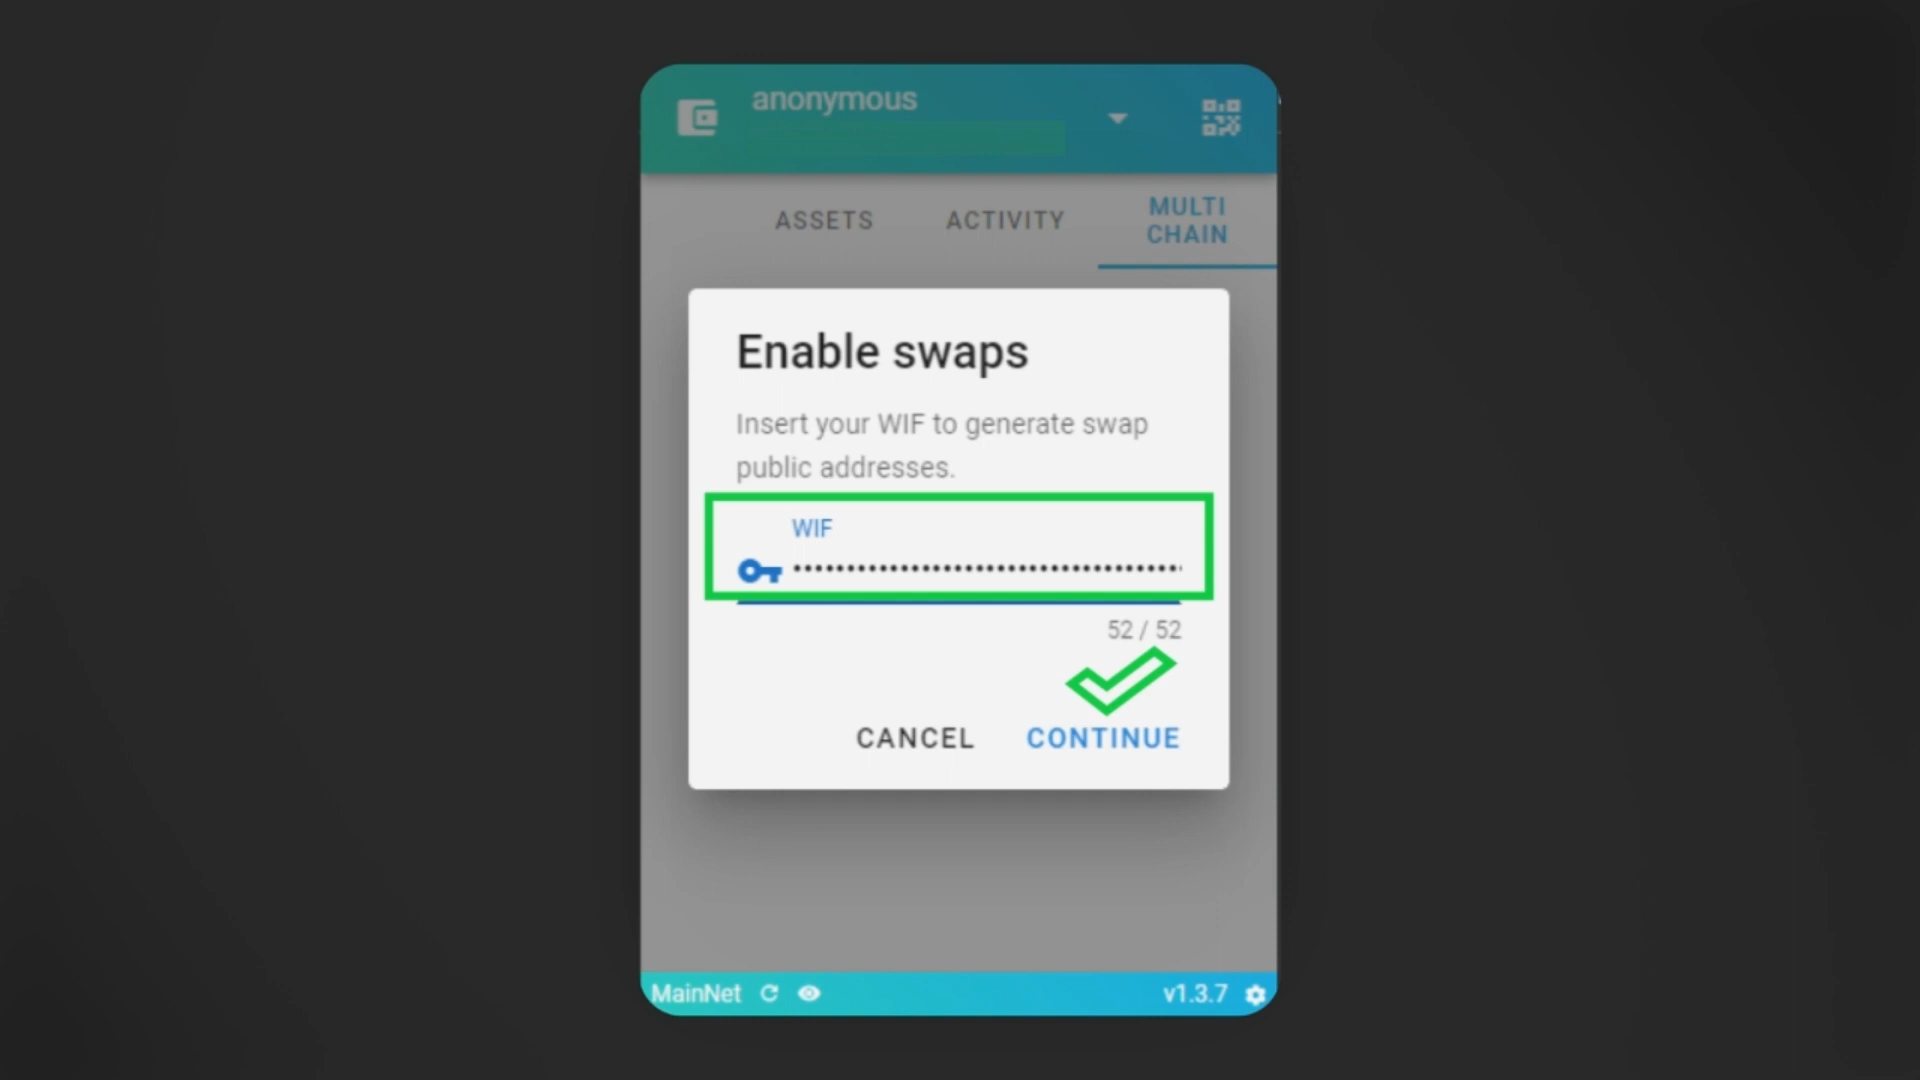 anonymous
ASSETS
ACTIVITY
MULTI
CHAIN
Enable swaps
Insert your WIF to generate swap
public addresses.
WIF
52 / 52
CANCEL
CONTINUE
MainNet
v1.3.7